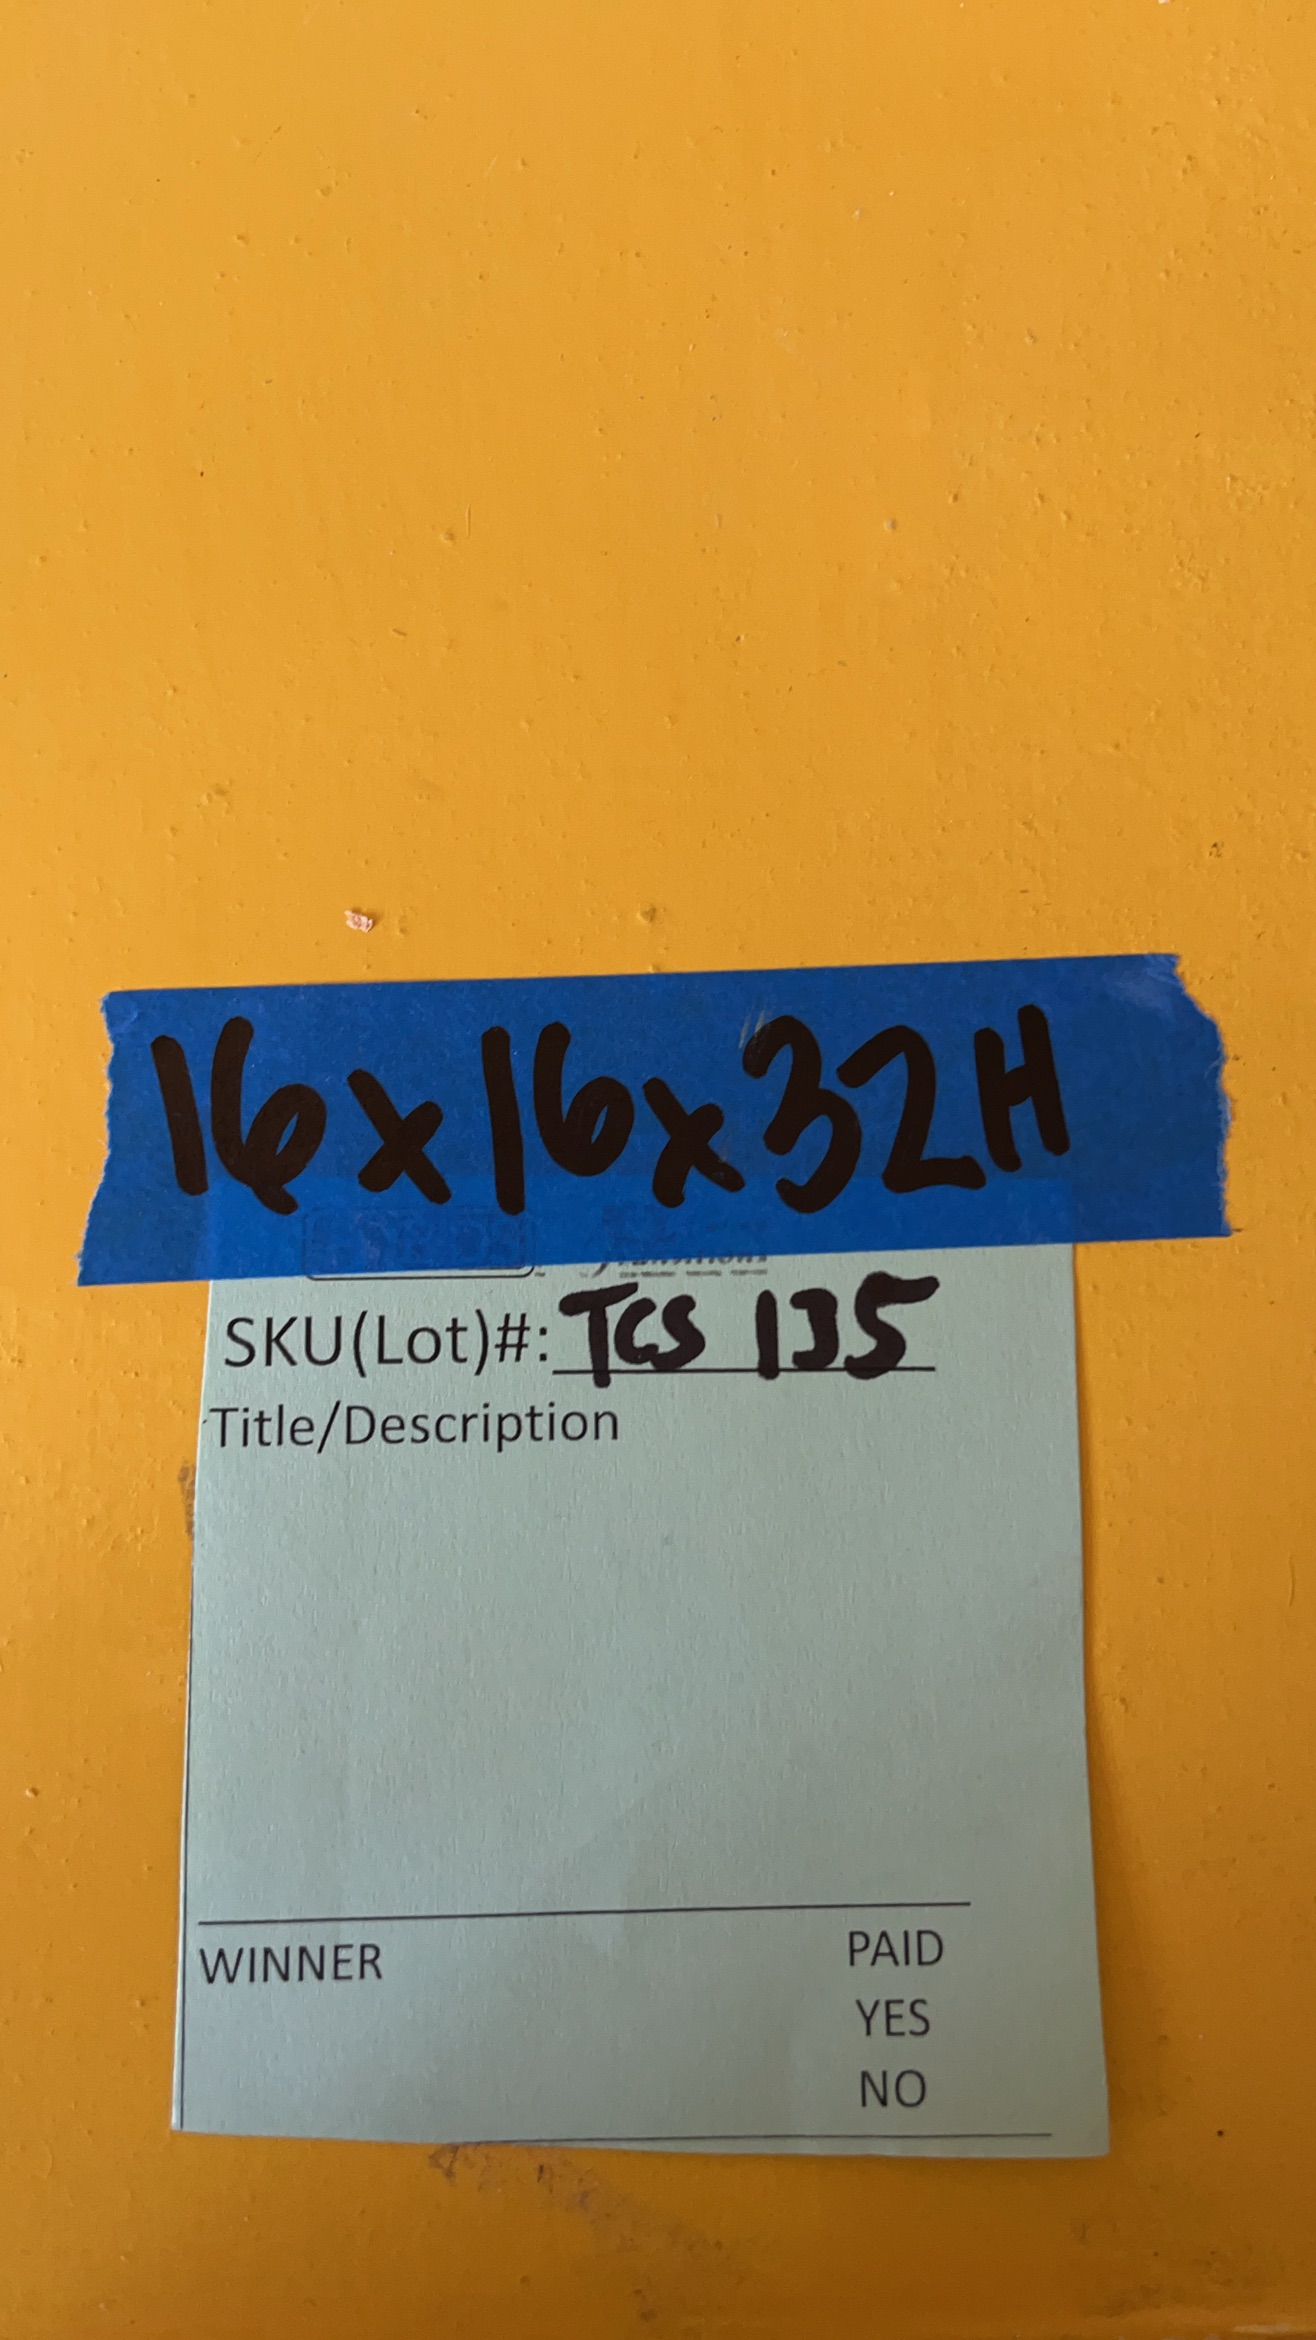 16x16x32H
SKU(Lot)#: TCS 135
Title/Description
WINNER PAID
YES
NO